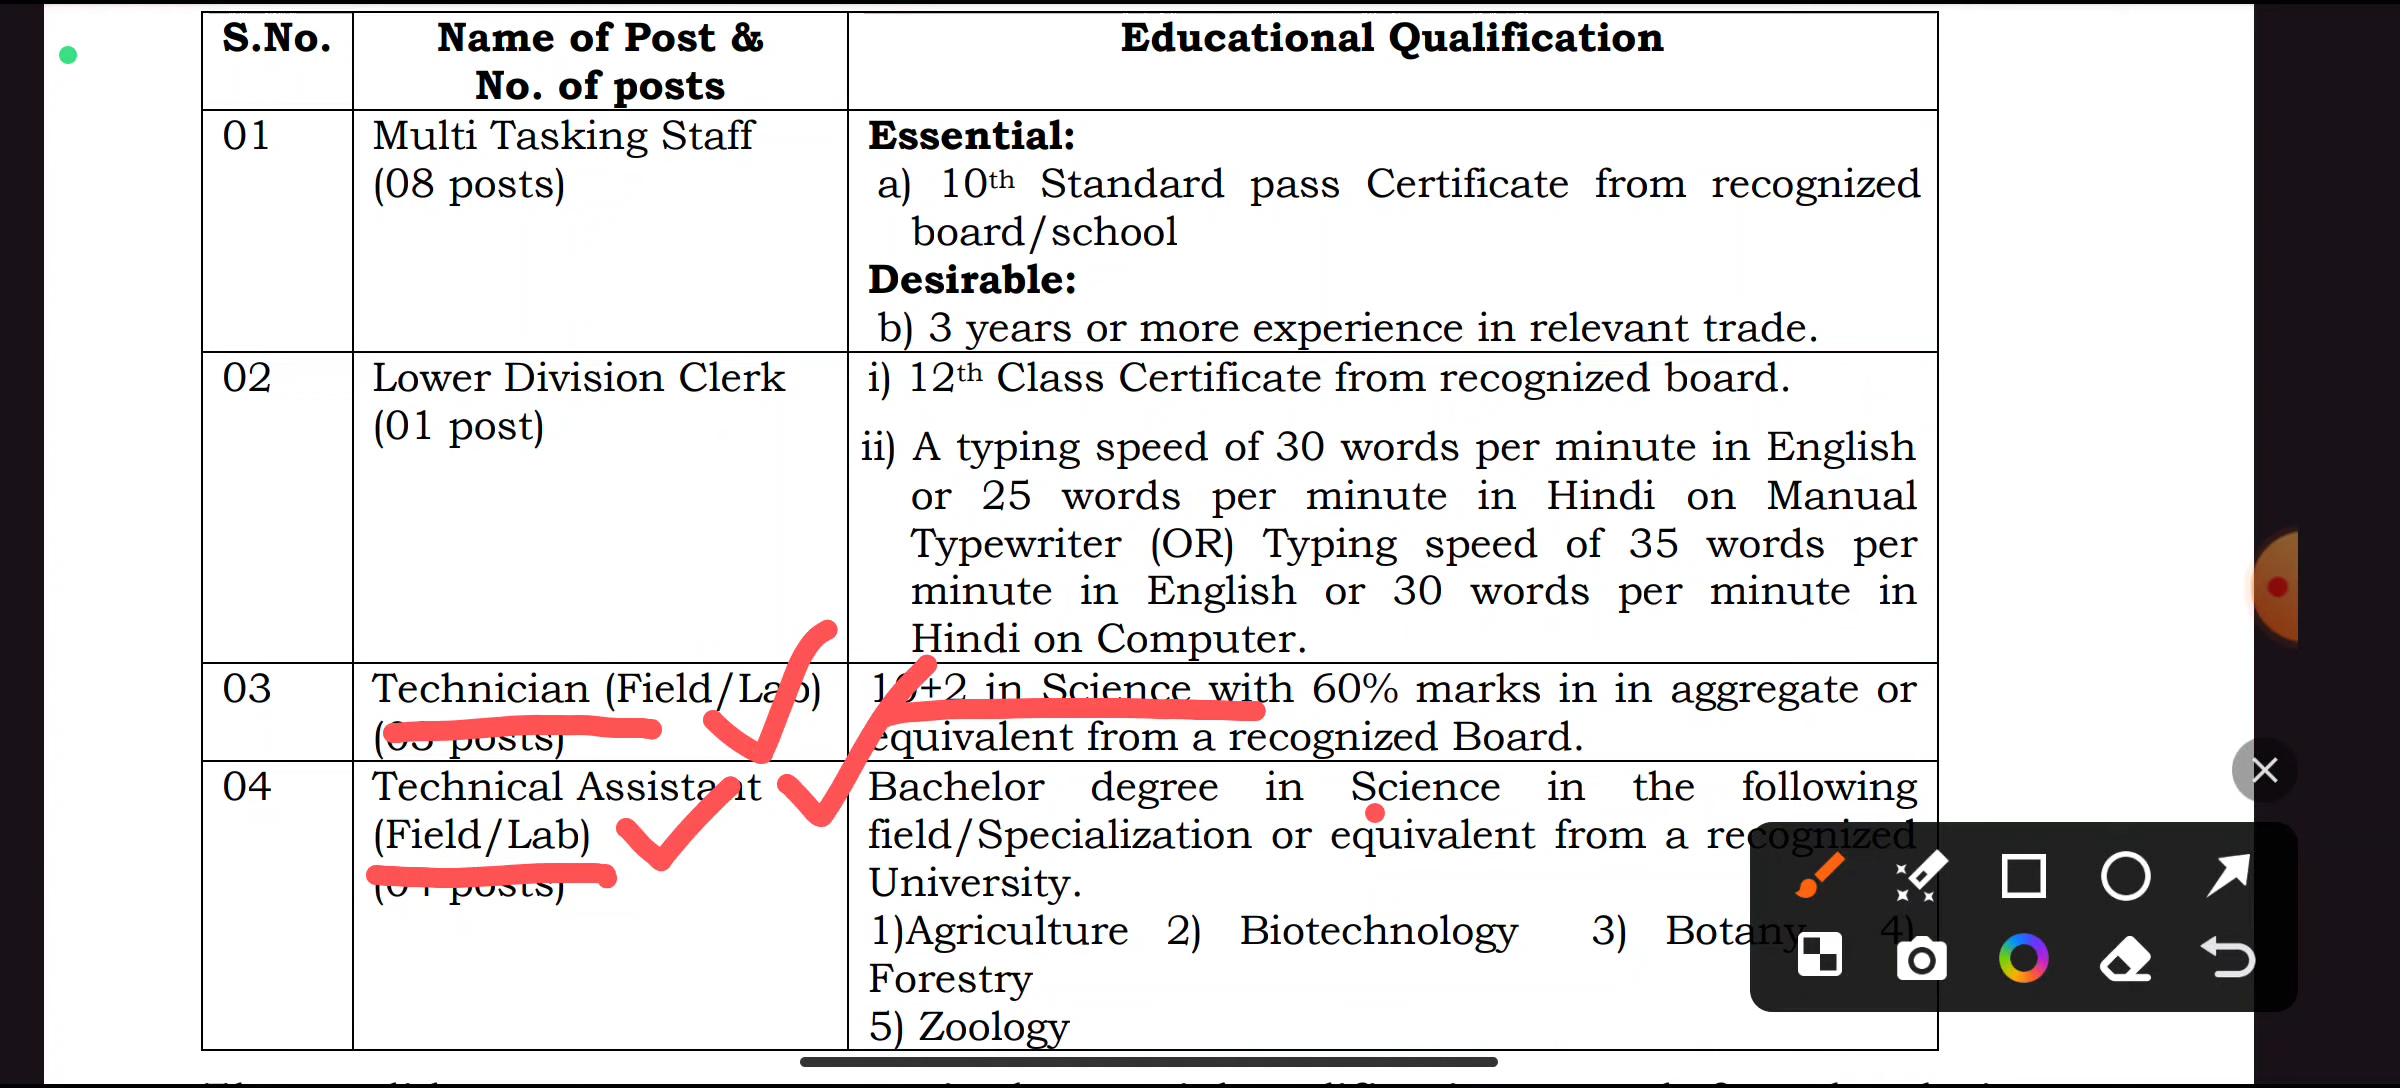 S.No.
Name of Post &
No. of posts
Educational Qualification
01
Multi Tasking Staff
(08 posts)
Essential:
a) 10th Standard pass Certificate from recognized
board/school
Desirable:
b) 3 years or more experience in relevant trade.
02
Lower Division Clerk
(01 post)
i) 12th Class Certificate from recognized board.
ii) A typing speed of 30 words per minute in English
or 25 words per minute in Hindi on Manual
Typewriter (OR) Typing speed of 35 words per
minute in English or 30 words per minute in
Hindi on Computer.
03
Technician (Field/Lab)
posts)
10+2 in Science with 60% marks in in aggregate or
equivalent from a recognized Board.
04
Technical Assistant
(Field/Lab)
posts)
Bachelor degree in Science in the following
field/Specialization or equivalent from a recognized
University.
1)Agriculture 2) Biotechnology 3) Botany 4)
Forestry
5) Zoology